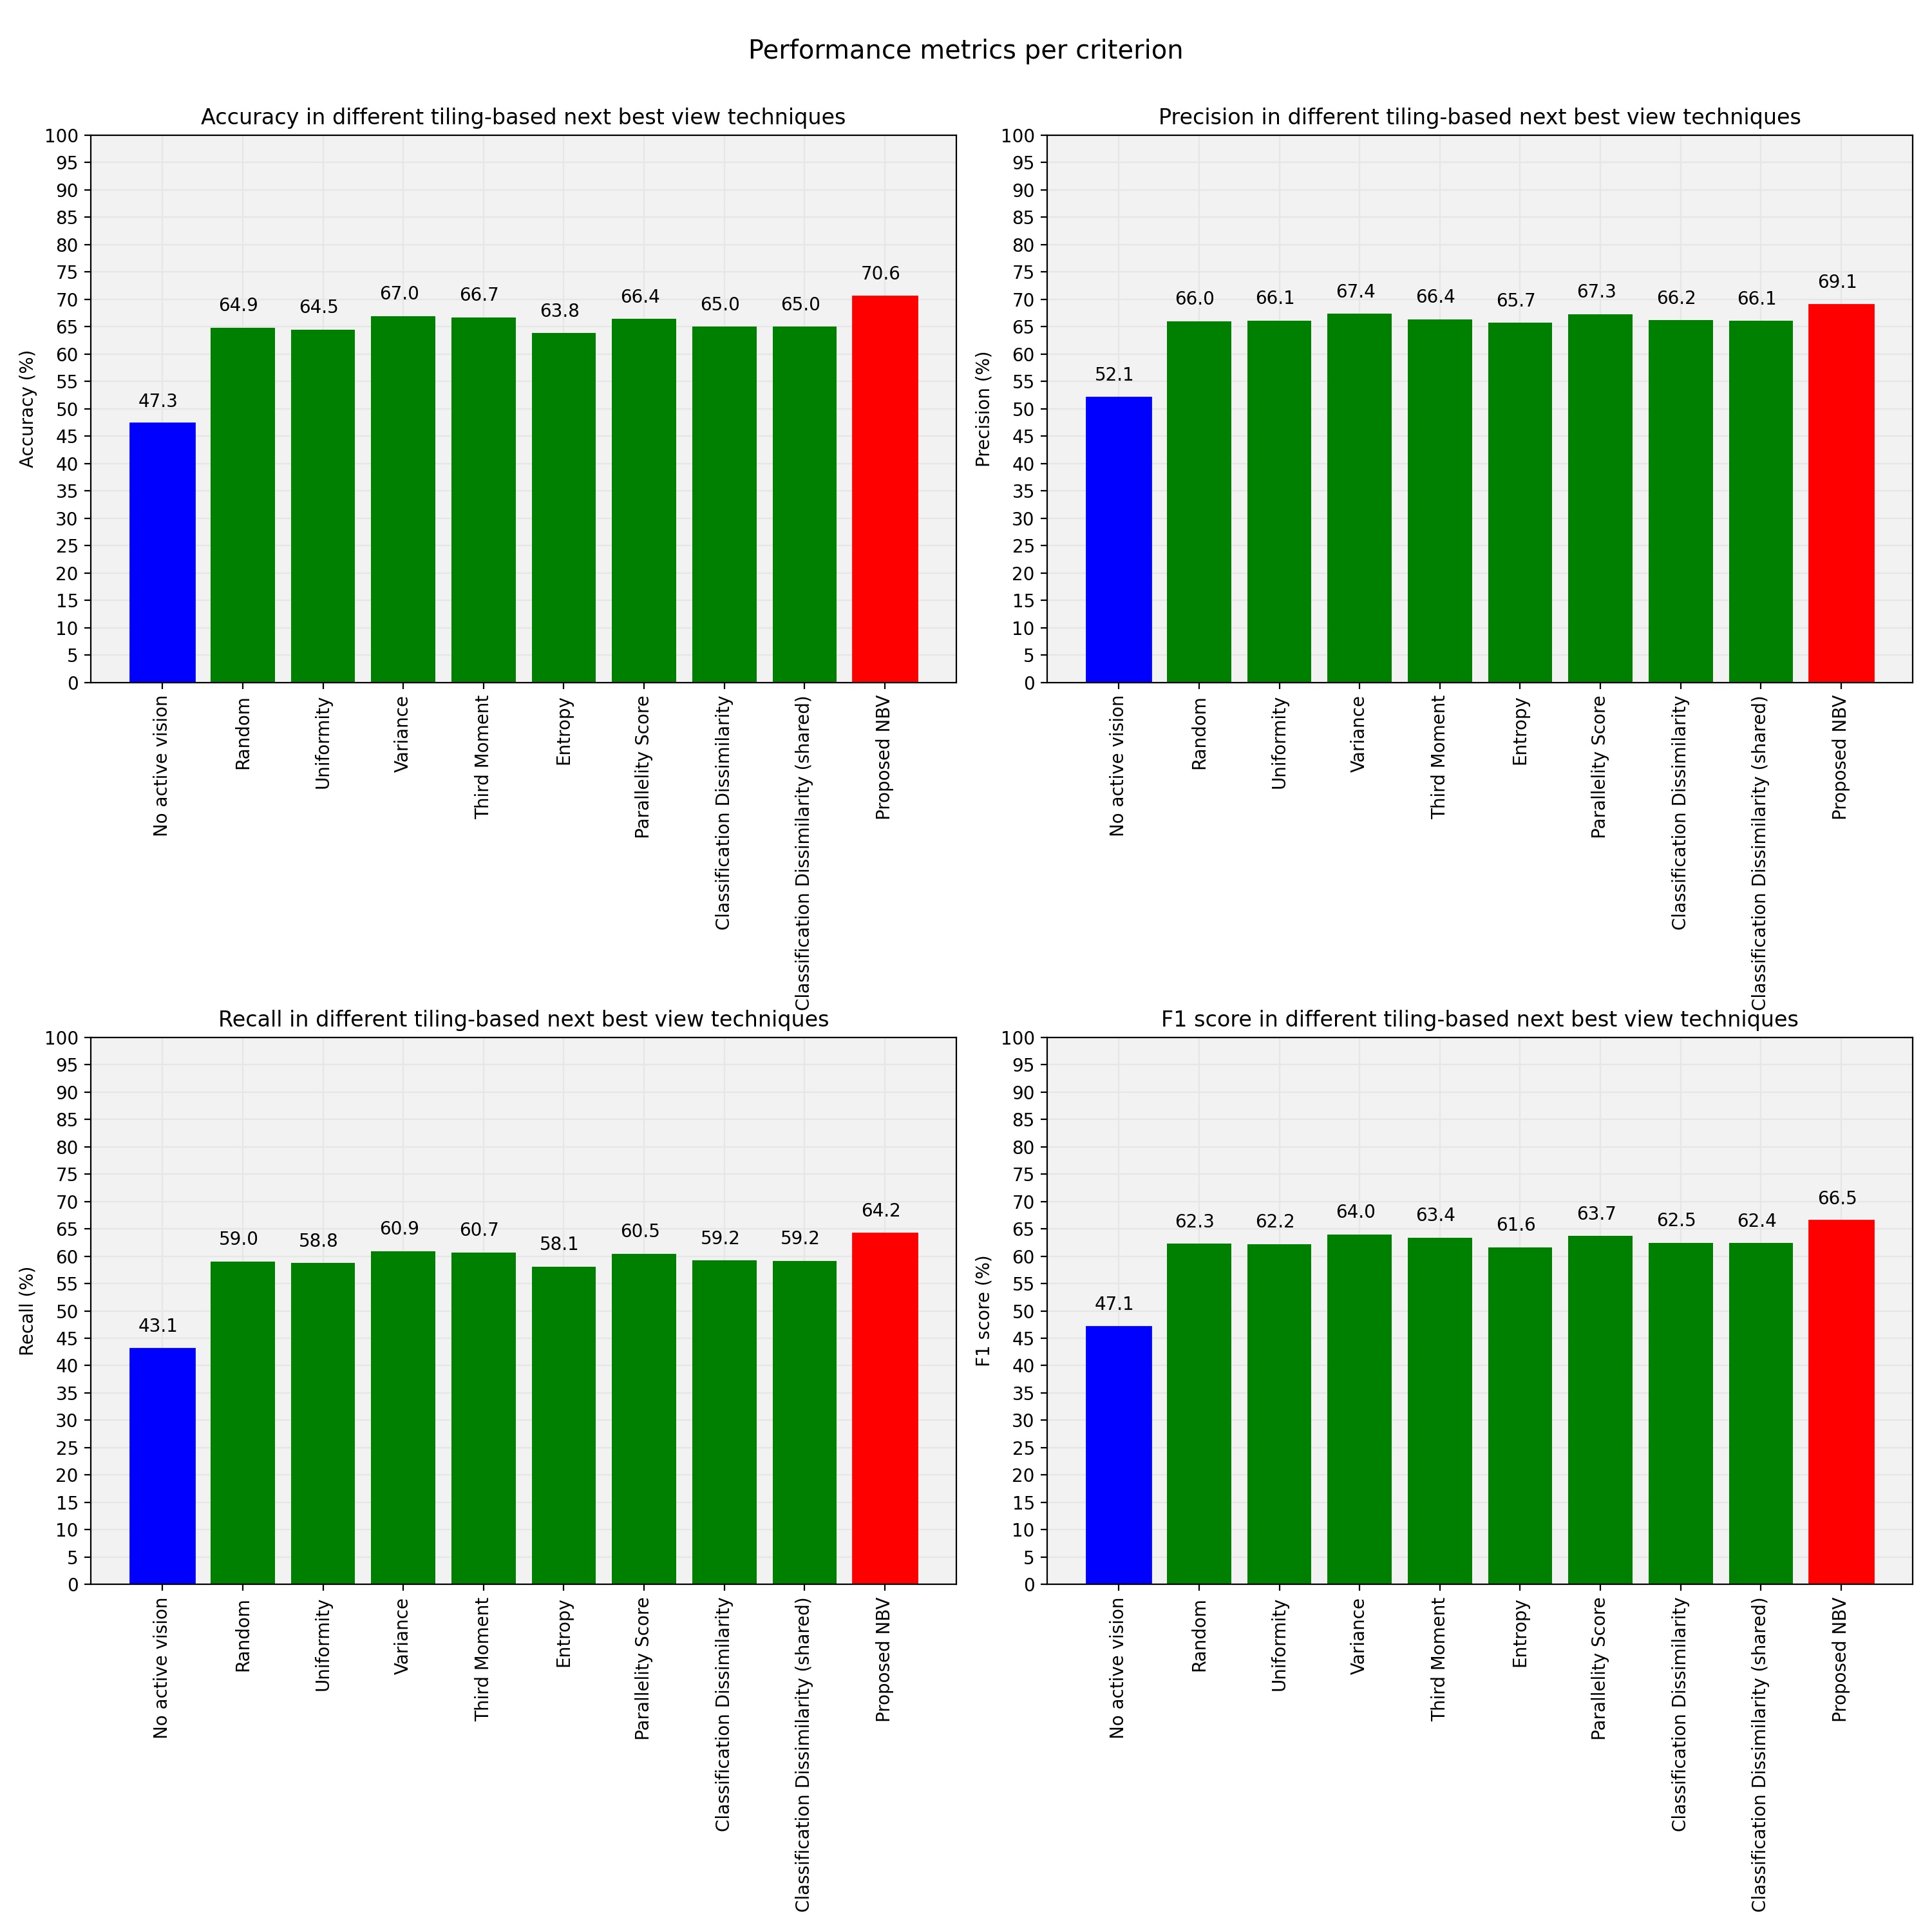 Performance metrics per criterion
Accuracy in different tiling-based next best view techniques
Accuracy (%)
100
95
90
85
80
75
70
65
60
55
50
45
40
35
30
25
20
15
10
5
0
47.3
64.9
64.5
67.0
66.7
63.8
66.4
65.0
65.0
70.6
No active vision
Random
Uniformity
Variance
Third Moment
Entropy
Parallelity Score
Classification Dissimilarity
Classification Dissimilarity (shared)
Proposed NBV
Precision in different tiling-based next best view techniques
Precision (%)
100
95
90
85
80
75
70
65
60
55
50
45
40
35
30
25
20
15
10
5
0
52.1
66.0
66.1
67.4
66.4
65.7
67.3
66.2
66.1
69.1
No active vision
Random
Uniformity
Variance
Third Moment
Entropy
Parallelity Score
Classification Dissimilarity
Classification Dissimilarity (shared)
Proposed NBV
Recall in different tiling-based next best view techniques
Recall (%)
100
95
90
85
80
75
70
65
60
55
50
45
40
35
30
25
20
15
10
5
0
43.1
59.0
58.8
60.9
60.7
58.1
60.5
59.2
59.2
64.2
No active vision
Random
Uniformity
Variance
Third Moment
Entropy
Parallelity Score
Classification Dissimilarity
Classification Dissimilarity (shared)
Proposed NBV
F1 score in different tiling-based next best view techniques
F1 score (%)
100
95
90
85
80
75
70
65
60
55
50
45
40
35
30
25
20
15
10
5
0
47.1
62.3
62.2
64.0
63.4
61.6
63.7
62.5
62.4
66.5
No active vision
Random
Uniformity
Variance
Third Moment
Entropy
Parallelity Score
Classification Dissimilarity
Classification Dissimilarity (shared)
Proposed NBV